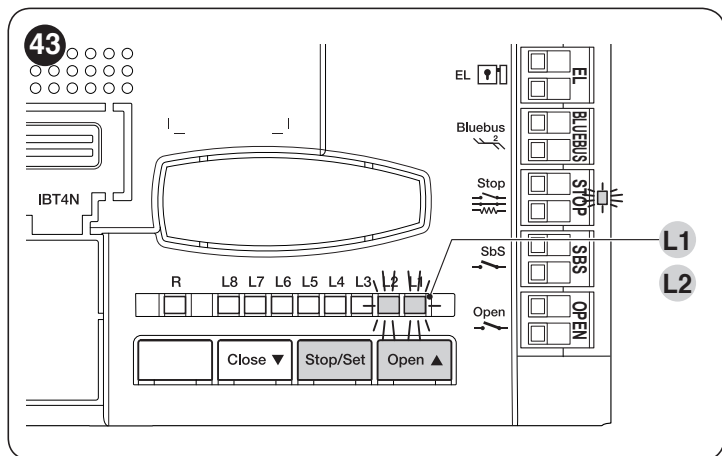 43
EL
EL
Bluebus
2
BLUEBUS
Stop
STOP
IBT4N
SbS
SBS
L1
L2
R L8 L7 L6 L5 L4 L3 L2 L1
Open
OPEN
Close ▼ Stop/Set Open ▲